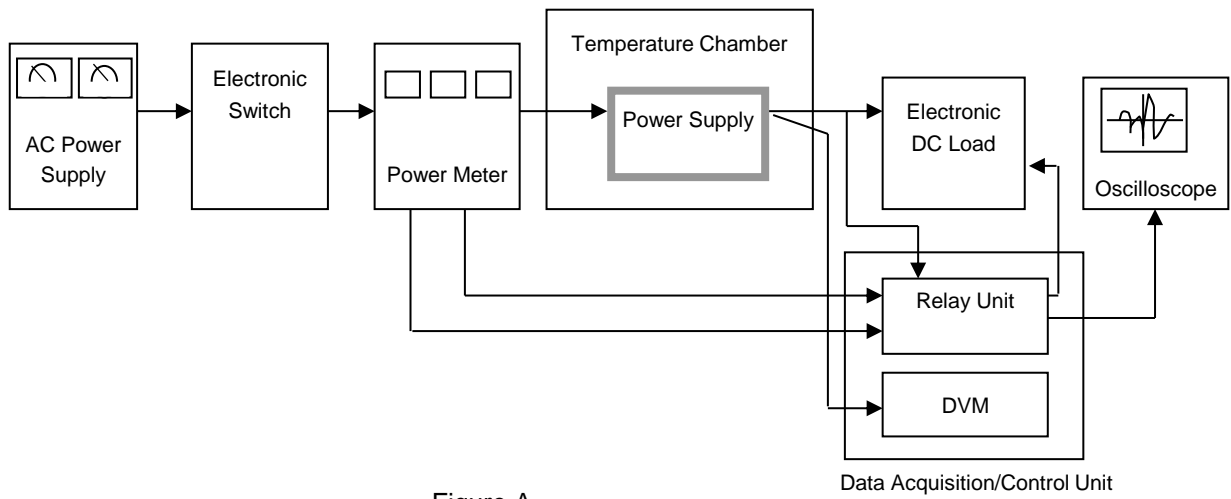 Temperature Chamber
AC Power
Supply
Electronic
Switch
Power Meter
Power Supply
Electronic
DC Load
Oscilloscope
Relay Unit
DVM
Data Acquisition/Control Unit
Figure A